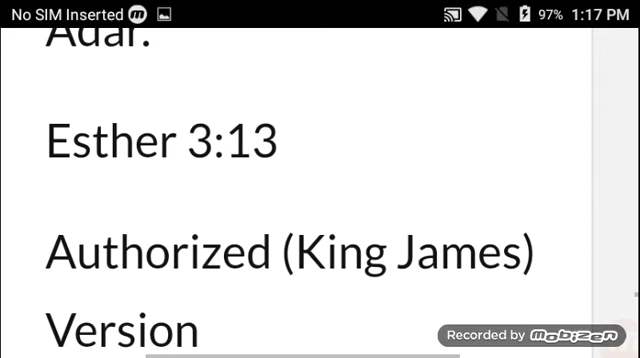 No SIM Inserted 97% 1:17 PM
Adar.
Esther 3:13
Authorized (King James)
Version
Recorded by mobizen